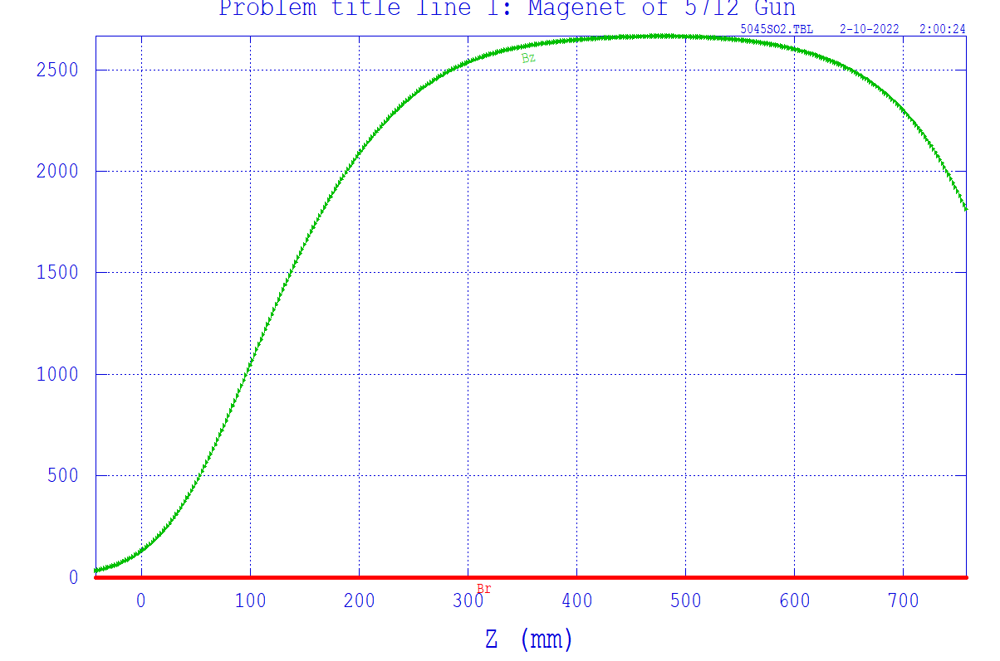 Problem title line 1: Magenet of 5712 Gun
5045SO2.TBL 2-10-2022 2:00:24
2500
Bz
2000
1500
1000
500
0
Br
0 100 200 300 400 500 600 700
Z (mm)